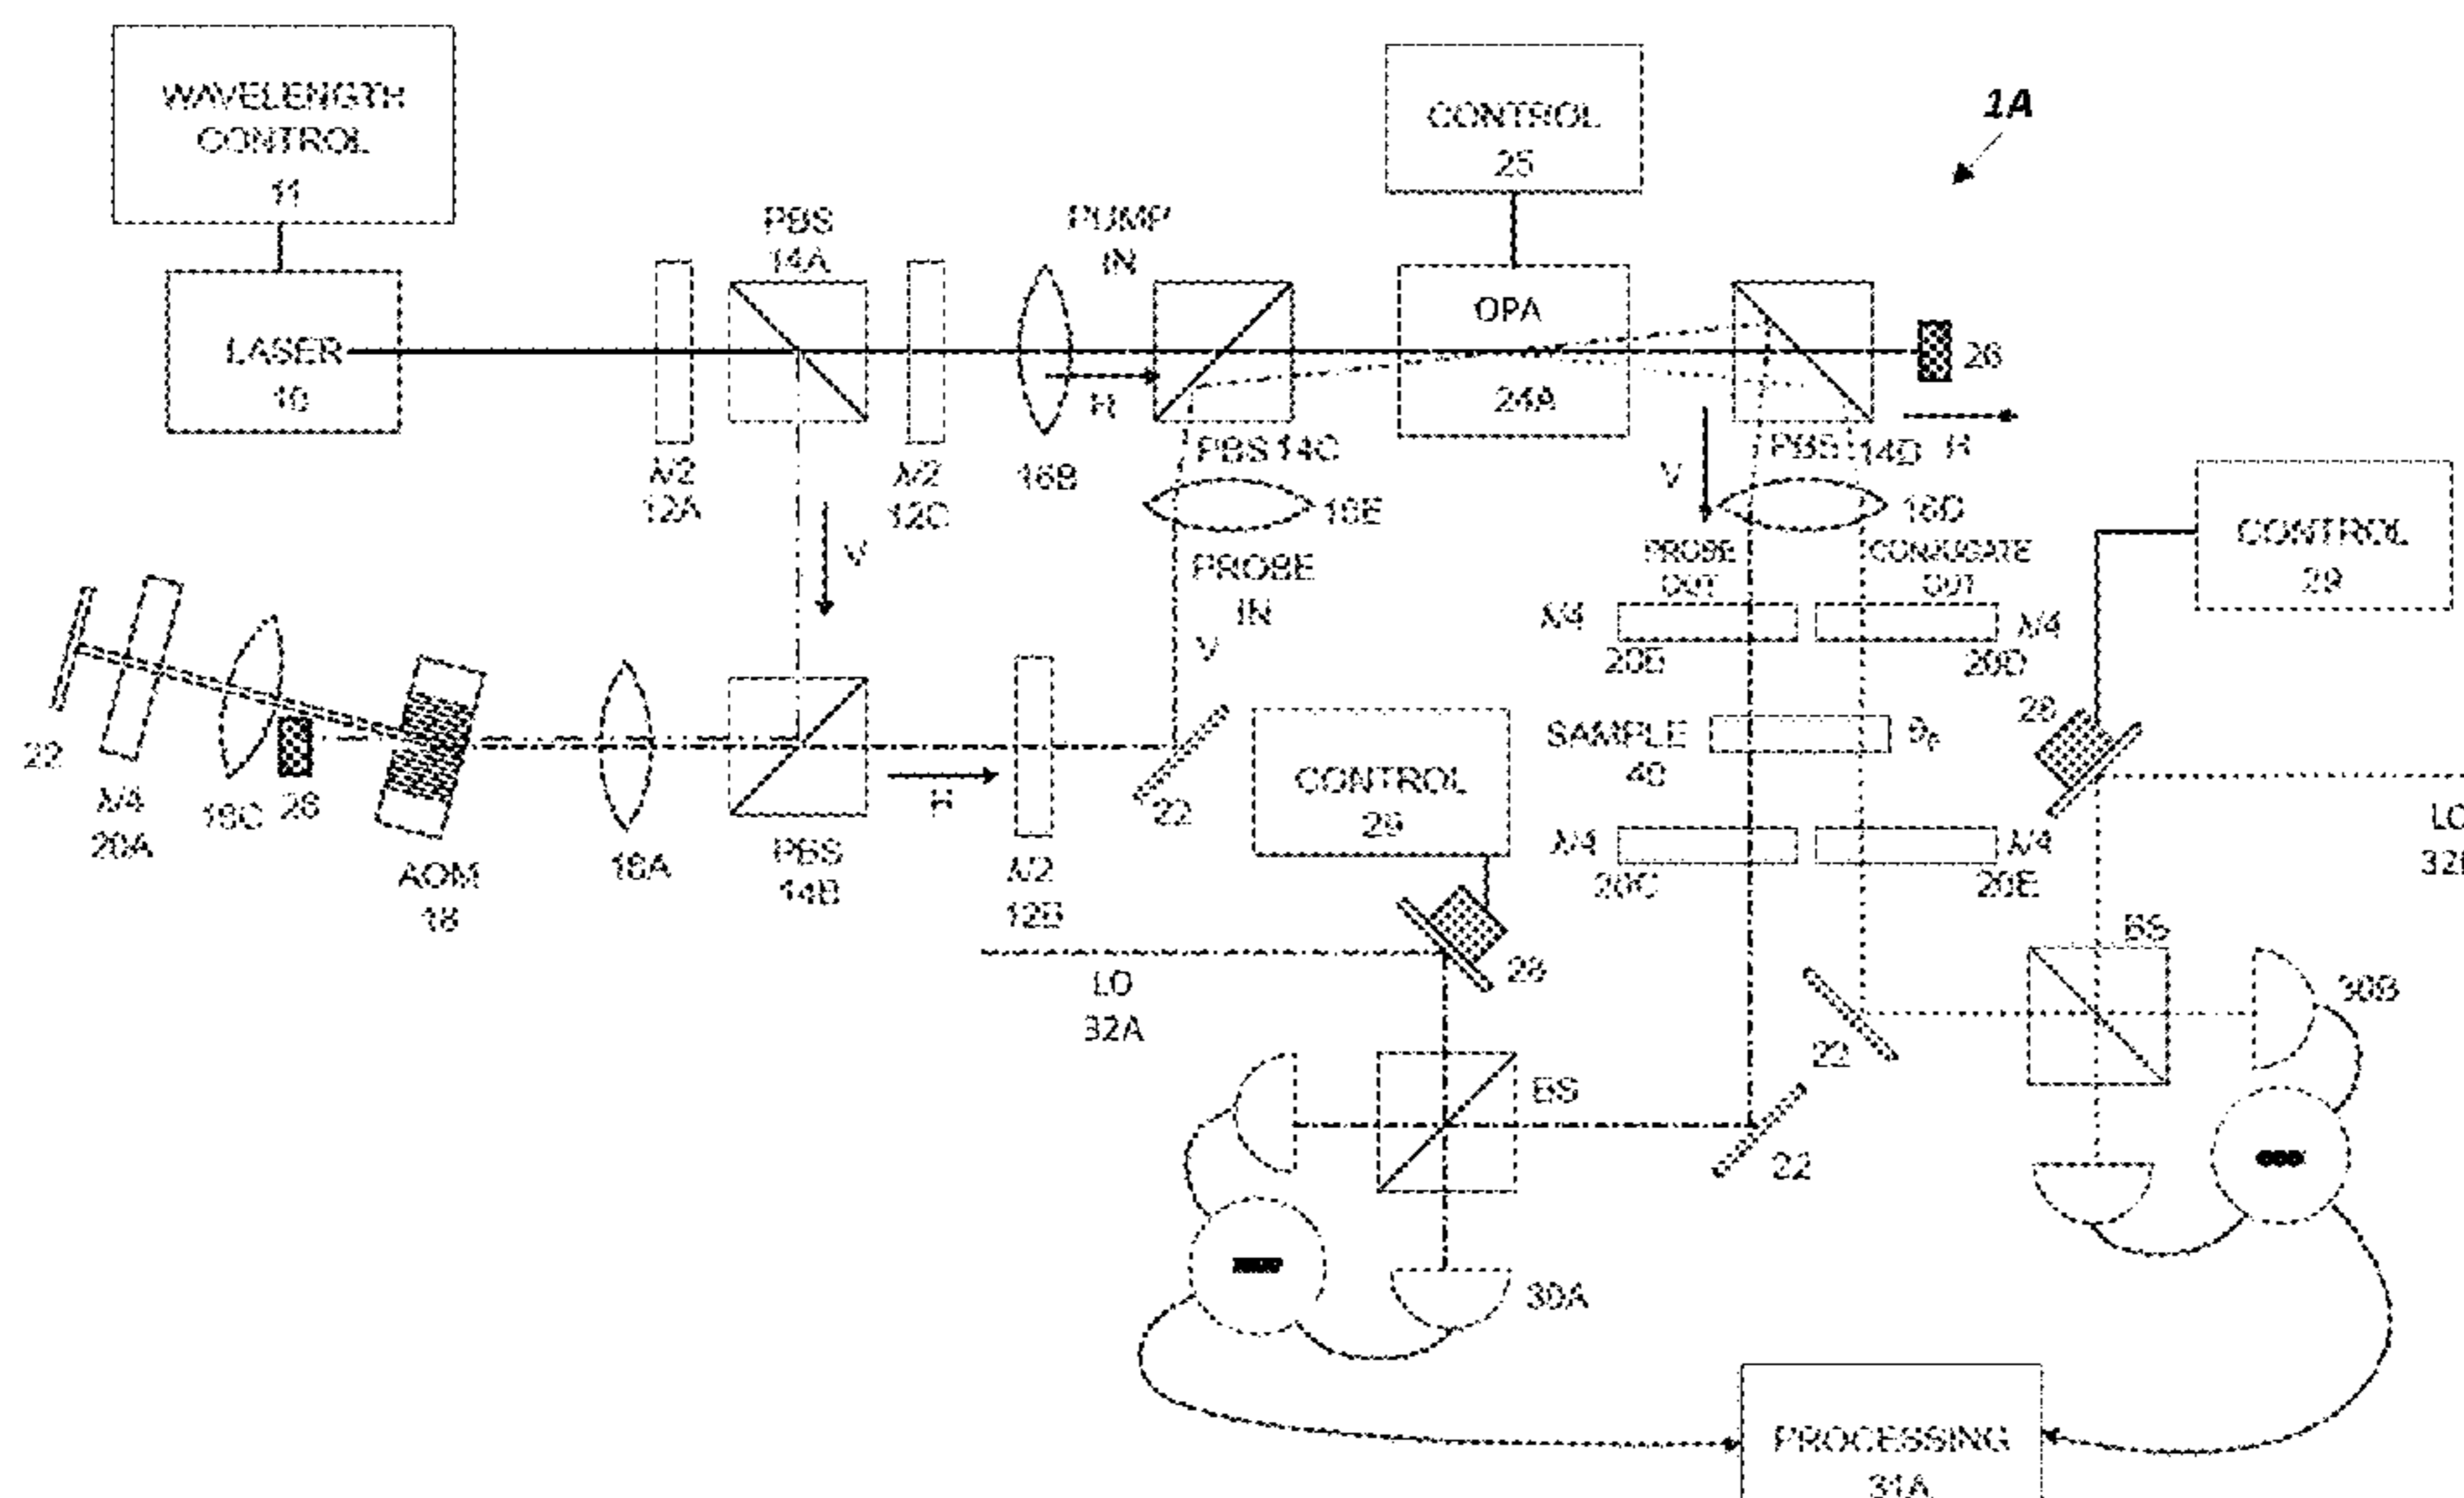 WAVELENGTH
CONTROL
11
LASER
10
PBS
14A
PUMP
IN
CONTROL
25
1A
OPA
24A
26
H
λ/2
12A
λ/2
12C
16B
PBS 14C
16E
PROBE
IN
V
V
V
PBS 14D
H
16D
PROBE
OUT
CONJUGATE
OUT
CONTROL
29
λ/4
20B
λ/4
20D
28
22
λ/4
20A
16C
26
AOM
18
16A
PBS
14B
H
λ/2
12B
22
CONTROL
29
SAMPLE
40
λ/4
20C
λ/4
20E
LO
28
LO
32A
BS
30B
22
BS
22
30A
PROCESSING
31A